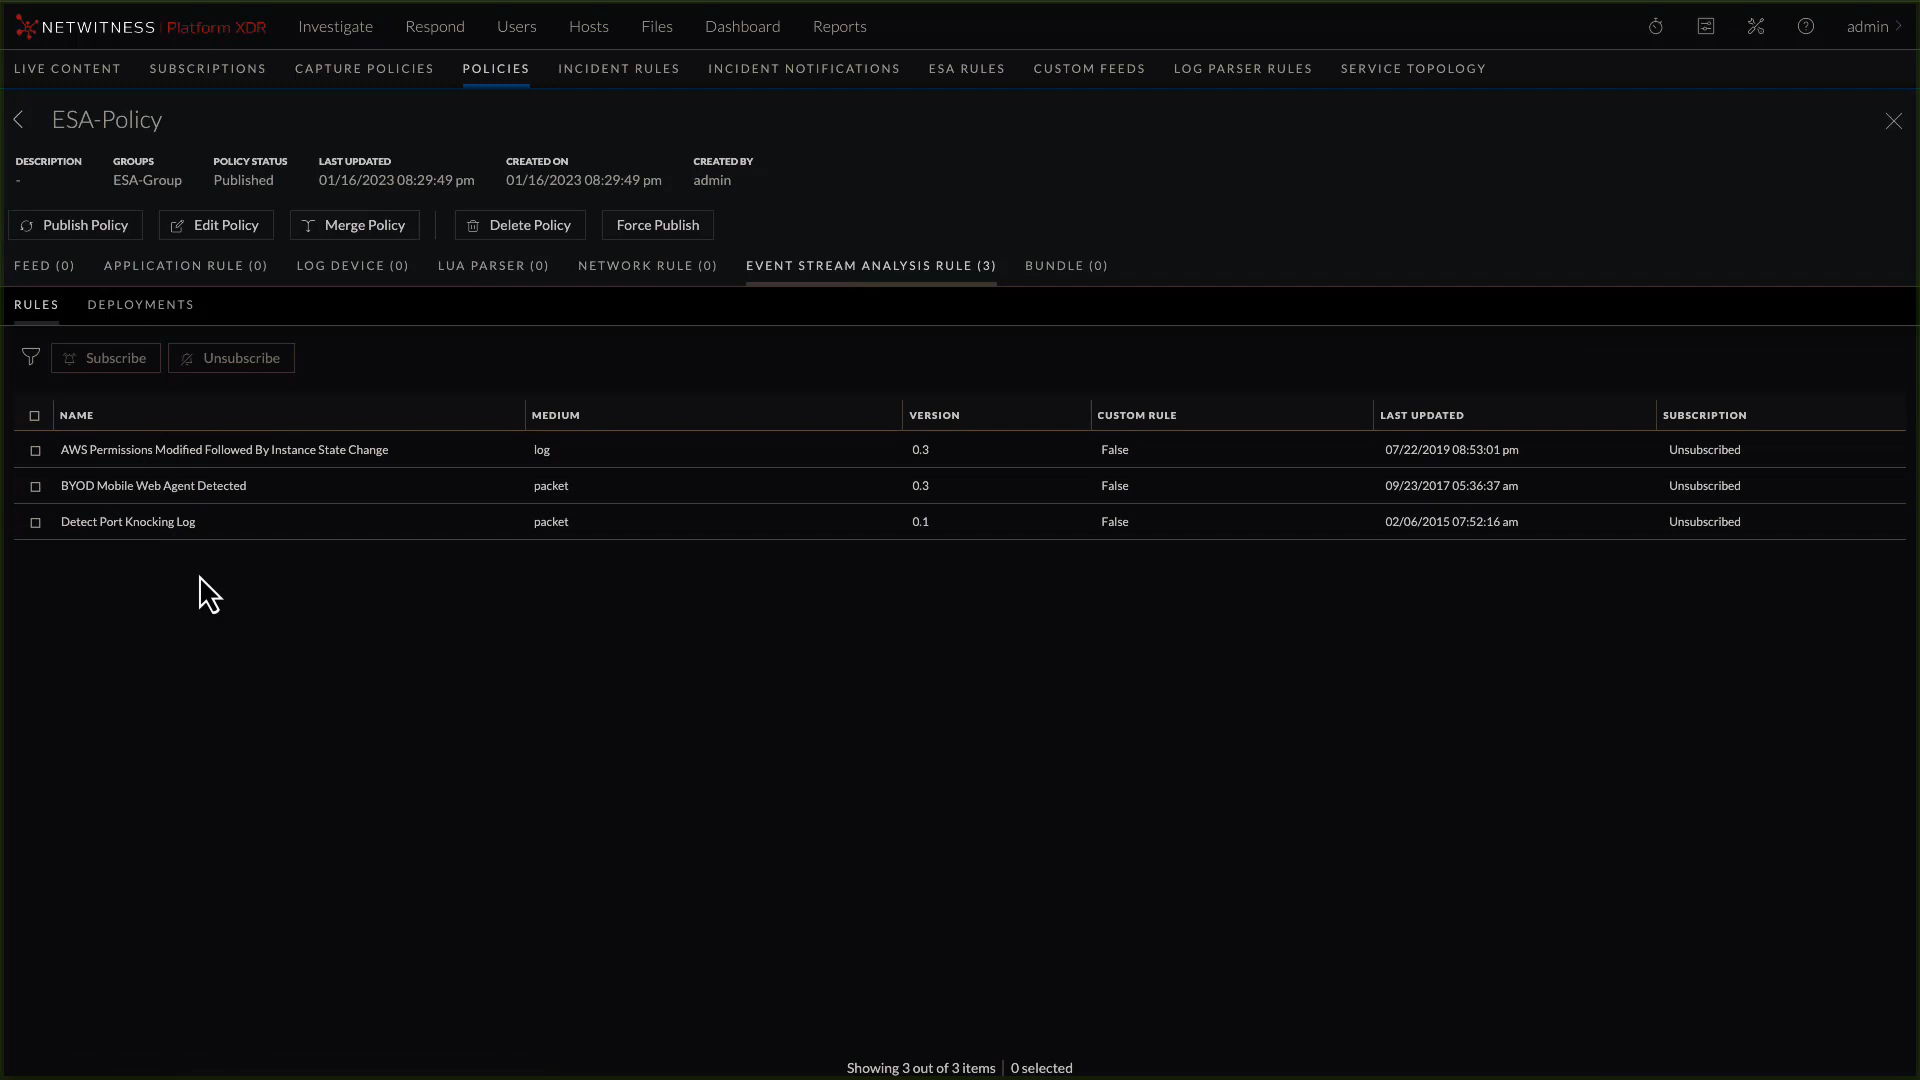 NETWITNESS | Platform XDR Investigate Respond Users Hosts Files Dashboard Reports admin
LIVE CONTENT SUBSCRIPTIONS CAPTURE POLICIES POLICIES INCIDENT RULES INCIDENT NOTIFICATIONS ESA RULES CUSTOM FEEDS LOG PARSER RULES SERVICE TOPOLOGY
ESA-Policy
DESCRIPTION GROUPS POLICY STATUS LAST UPDATED CREATED ON CREATED BY
- ESA-Group Published 01/16/2023 08:29:49 pm 01/16/2023 08:29:49 pm admin
Publish Policy Edit Policy Merge Policy Delete Policy Force Publish
FEED (0) APPLICATION RULE (0) LOG DEVICE (0) LUA PARSER (0) NETWORK RULE (0) EVENT STREAM ANALYSIS RULE (3) BUNDLE (0)
RULES DEPLOYMENTS
Subscribe Unsubscribe
NAME MEDIUM VERSION CUSTOM RULE LAST UPDATED SUBSCRIPTION
AWS Permissions Modified Followed By Instance State Change log 0.3 False 07/22/2019 08:53:01 pm Unsubscribed
BYOD Mobile Web Agent Detected packet 0.3 False 09/23/2017 05:36:37 am Unsubscribed
Detect Port Knocking Log packet 0.1 False 02/06/2015 07:52:16 am Unsubscribed
Showing 3 out of 3 items | 0 selected